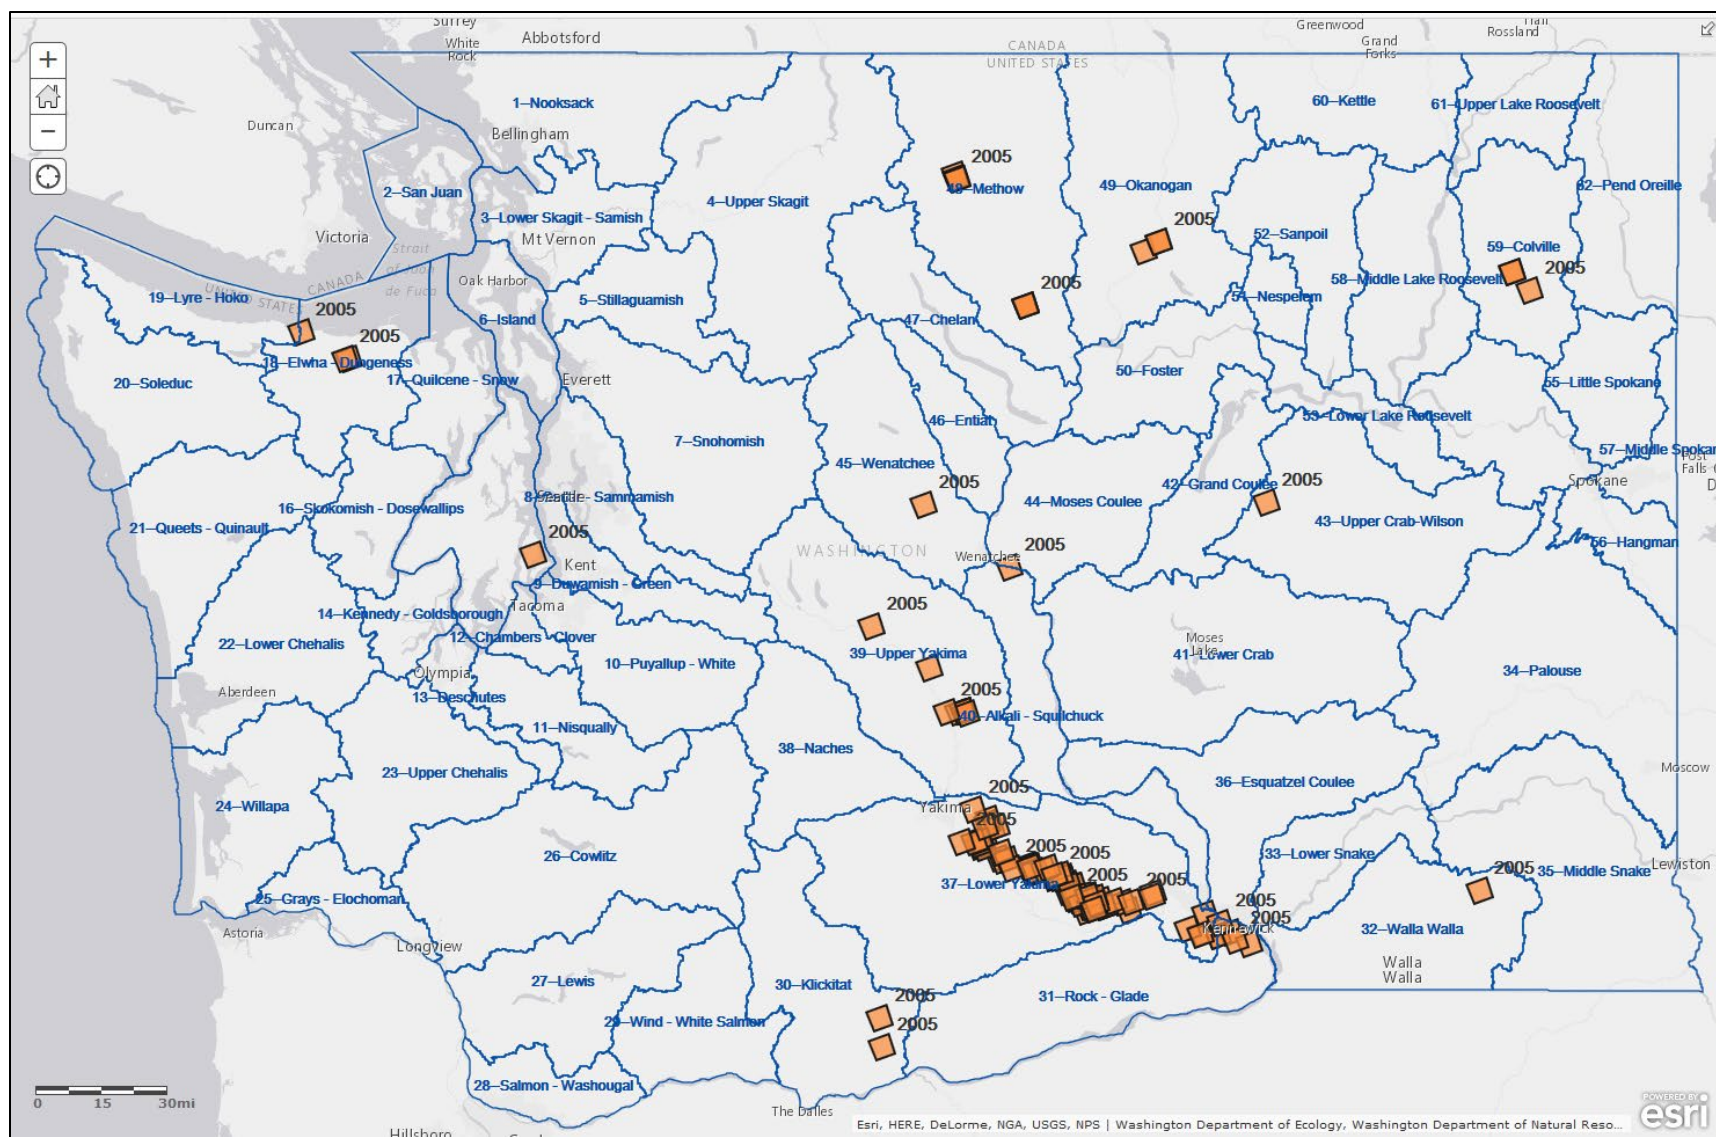 Surrey
White
Rock
Abbotsford
CANADA
UNITED STATES
Greenwood
Grand
Forks
Rossland
+
−
1—Nooksack
60—Kettle
61—Upper Lake Roosevelt
Duncan
Bellingham
2005
2—San Juan
48—Methow
49—Okanogan
62—Pend Oreille
4—Upper Skagit
3—Lower Skagit - Samish
Victoria
Strait
de Fuca
Mt Vernon
2005
52—Sanpoil
59—Colville
2005
CANADA
UNITED STATES
Oak Harbor
58—Middle Lake Roosevelt
2005
19—Lyre - Hoko
5—Stillaguamish
51—Nespelem
2005
6—Island
47—Chelan
2005
18—Elwha - Dungeness
50—Foster
20—Soleduc
17—Quilcene - Snow
Everett
55—Little Spokane
46—Entiat
53—Lower Lake Roosevelt
7—Snohomish
45—Wenatchee
57—Middle Spokan
Post
Falls
Spokane
2005
42—Grand Coulee
2005
Seattle
Sammamish
44—Moses Coulee
16—Skokomish - Dosewallips
21—Queets - Quinault
43—Upper Crab-Wilson
2005
56—Hangman
WASHINGTON
Wenatchee
2005
Kent
9—Duwamish - Green
Tacoma
14—Kennedy - Goldsborough
2005
12—Chambers - Clover
22—Lower Chehalis
Moses
Lake
41—Lower Crab
39—Upper Yakima
10—Puyallup - White
Olympia
34—Palouse
Aberdeen
13—Deschutes
2005
40—Alkali - Squilchuck
11—Nisqually
38—Naches
23—Upper Chehalis
Moscow
36—Esquatzel Coulee
2005
24—Willapa
Yakima
2005
2005
2005
26—Cowlitz
33—Lower Snake
Lewiston
2005
35—Middle Snake
2005
2005
37—Lower Yakima
25—Grays - Elochoman
2005
2005
Kennewick
32—Walla Walla
Astoria
Longview
Walla
Walla
27—Lewis
30—Klickitat
2005
31—Rock - Glade
29—Wind - White Salmon
2005
28—Salmon - Washougal
0 15 30mi
The Dalles
Hillsboro
Esri, HERE, DeLorme, NGA, USGS, NPS | Washington Department of Ecology, Washington Department of Natural Reso...
POWERED BY
esri